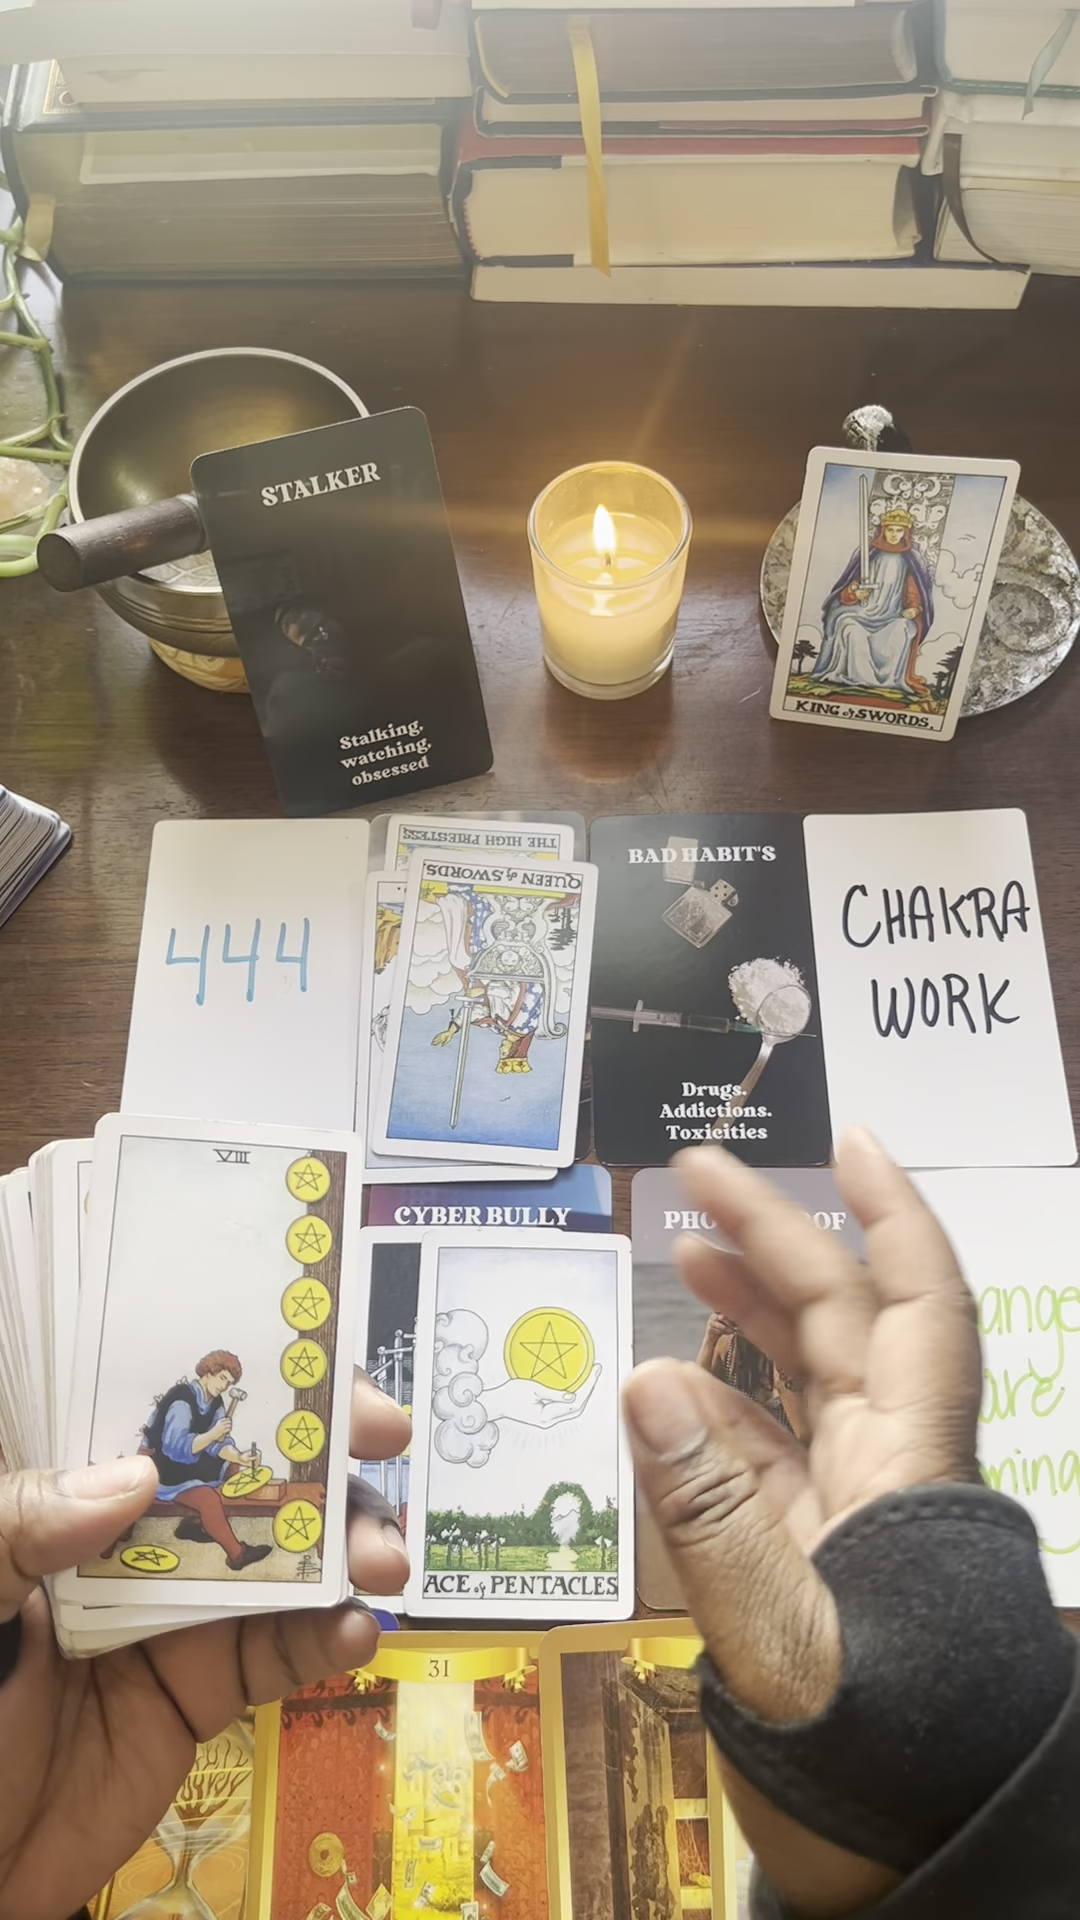 STALKER
Stalking,
watching,
obsessed
KING of SWORDS.
444
THE HIGH PRIESTESS
QUEEN of SWORDS.
BAD HABIT'S
Drugs.
Addictions.
Toxicities
CHAKRA
WORK
VIII
CYBER BULLY
ACE of PENTACLES
31